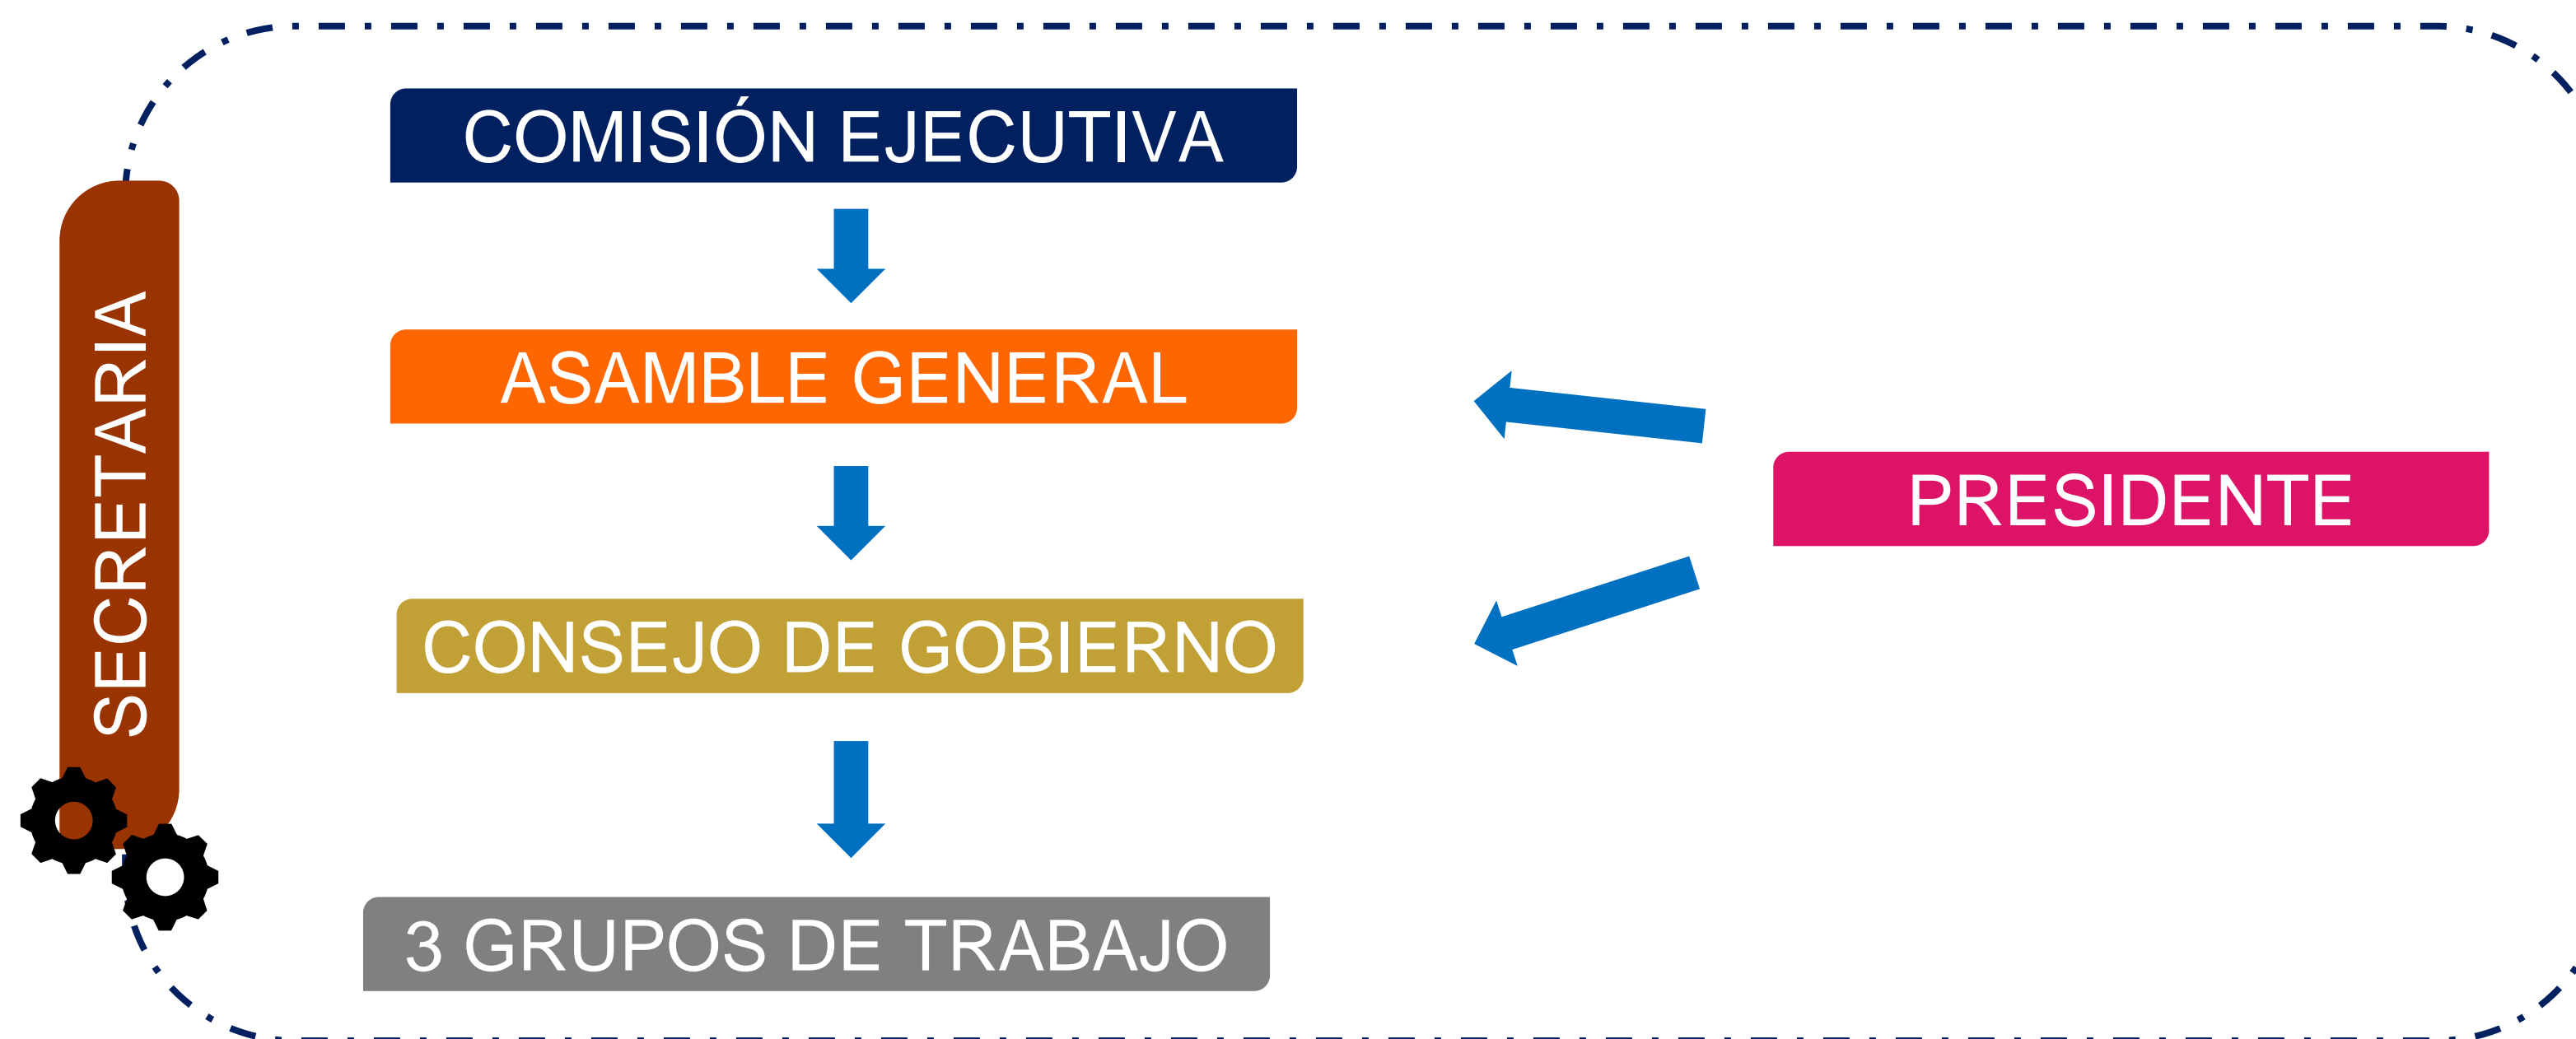 COMISIÓN EJECUTIVA
SECRETARIA
ASAMBLE GENERAL
PRESIDENTE
CONSEJO DE GOBIERNO
3 GRUPOS DE TRABAJO